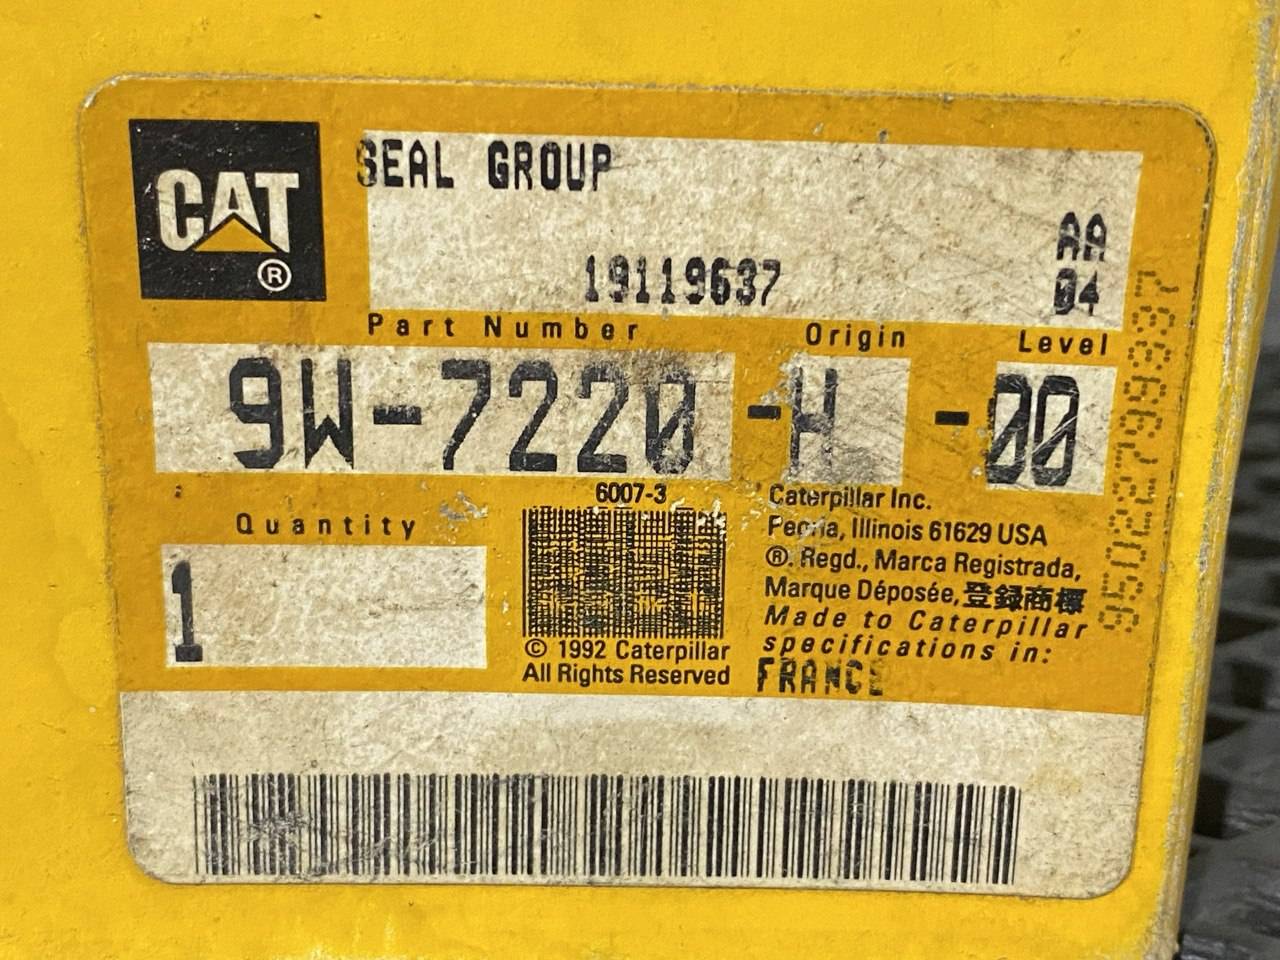 CAT
®
SEAL GROUP
AA
19119637
04
Part Number
Origin
Level
9W-7220
-H
-00
Quantity
1
6007-3
© 1992 Caterpillar
All Rights Reserved
Caterpillar Inc.
Peoria, Illinois 61629 USA
®. Regd., Marca Registrada,
Marque Déposée, 登録商標
Made to Caterpillar
specifications in:
FRANCE